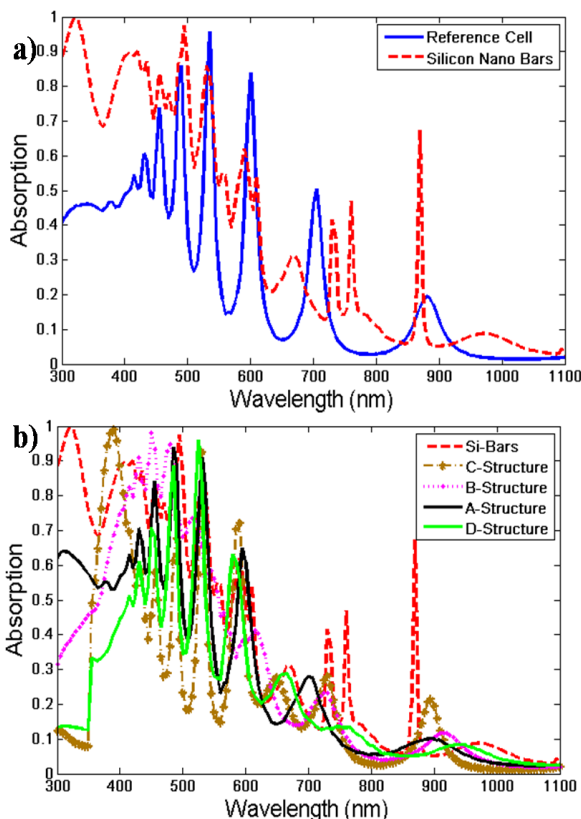 a)
Reference Cell
Silicon Nano Bars
Absorption
1
0.9
0.8
0.7
0.6
0.5
0.4
0.3
0.2
0.1
0
300 400 500 600 700 800 900 1000 1100
Wavelength (nm)
b)
Si-Bars
C-Structure
B-Structure
A-Structure
D-Structure
Absorption
1
0.9
0.8
0.7
0.6
0.5
0.4
0.3
0.2
0.1
0
300 400 500 600 700 800 900 1000 1100
Wavelength (nm)